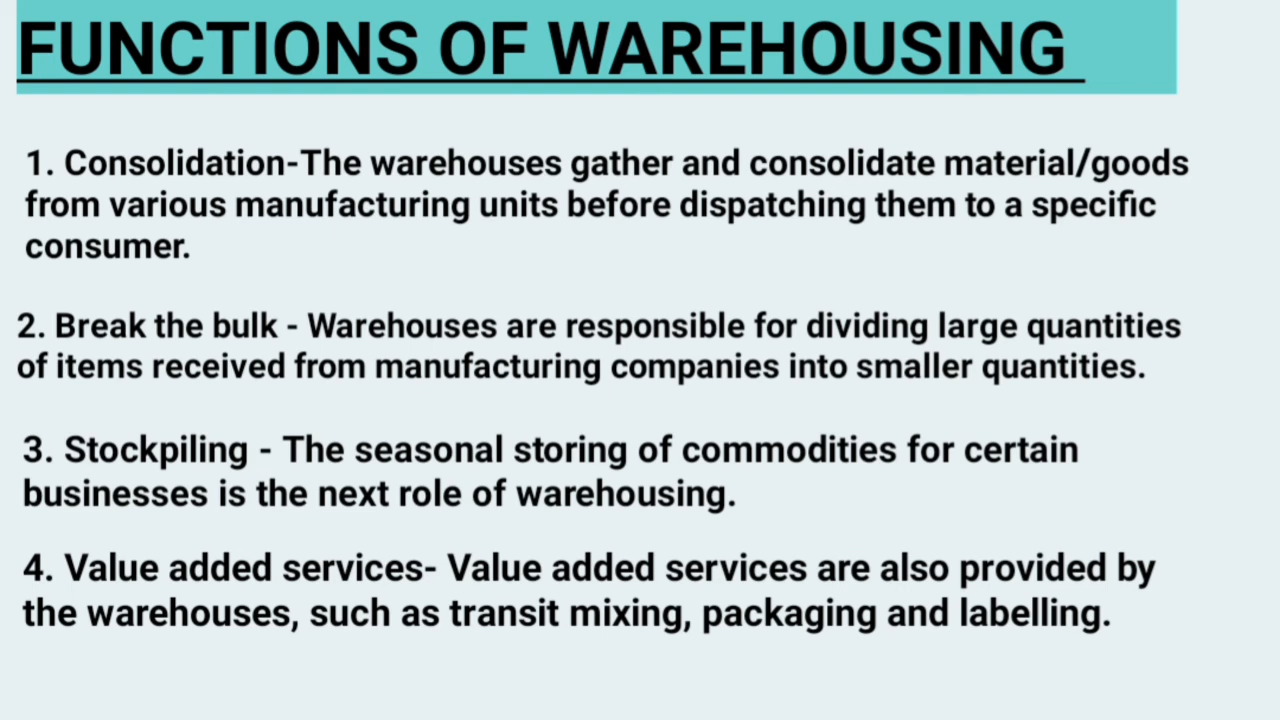 FUNCTIONS OF WAREHOUSING
1. Consolidation-The warehouses gather and consolidate material/goods
from various manufacturing units before dispatching them to a specific
consumer.
2. Break the bulk - Warehouses are responsible for dividing large quantities
of items received from manufacturing companies into smaller quantities.
3. Stockpiling - The seasonal storing of commodities for certain
businesses is the next role of warehousing.
4. Value added services- Value added services are also provided by
the warehouses, such as transit mixing, packaging and labelling.